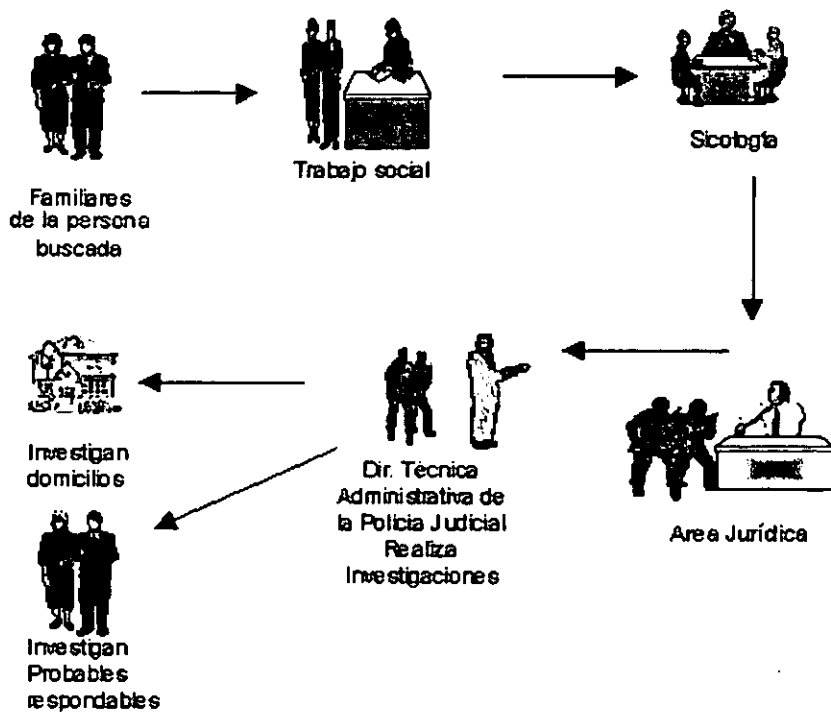 Familiares
de la persona
buscada
Trabajo social
Sicología
Area Jurídica
Dir. Técnica
Administrativa de
la Policia Judicial
Realiza
Investigaciones
Investigan
domicilios
Investigan
Probables
respondables